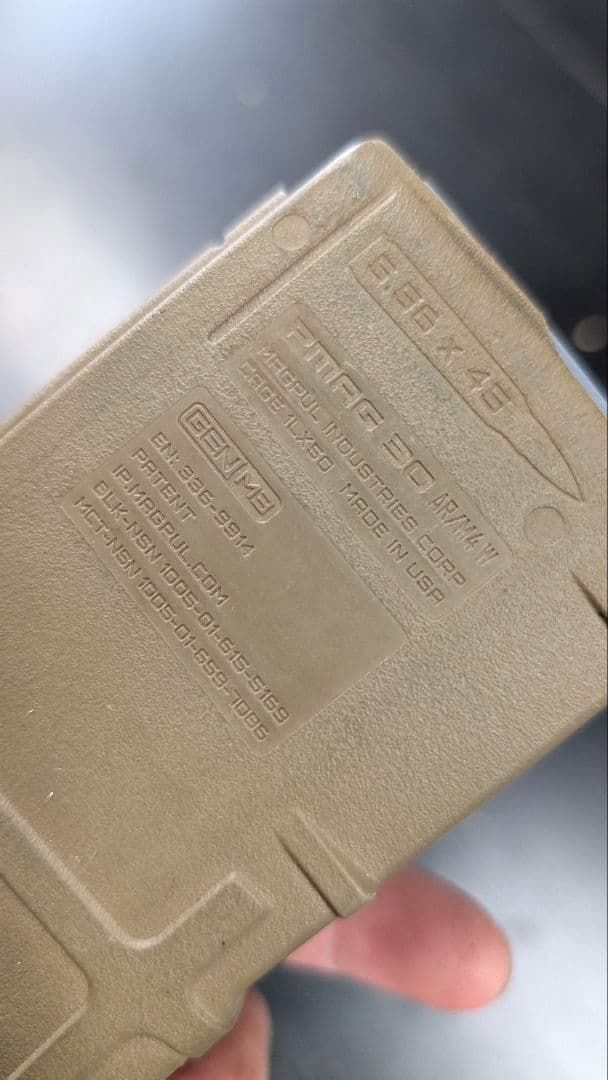 5.56 X 45
PMAG 30 AR/M4 W
MAGPUL INDUSTRIES CORP
CAGE 1LX50 MADE IN USA
GEN M3
EN: 336-9914
PATENT
IP.MAGPUL.COM
BLK-NSN 1005-01-615-5169
MCT-NSN 1005-01-659-7086